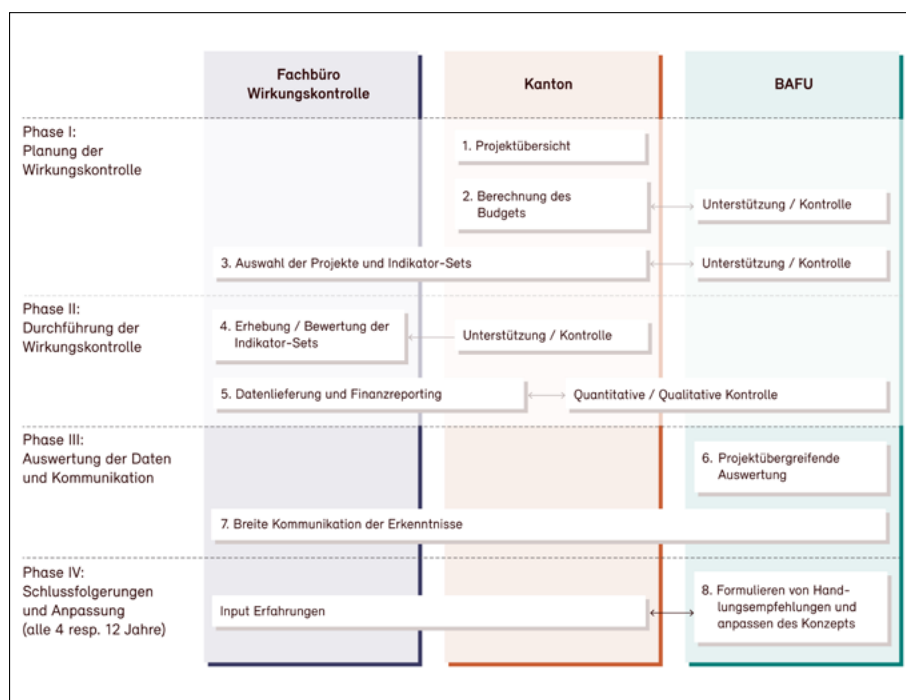 Fachbüro
Wirkungskontrolle
Kanton
BAFU
Phase I:
Planung der
Wirkungskontrolle
1. Projektübersicht
2. Berechnung des
Budgets
Unterstützung / Kontrolle
3. Auswahl der Projekte und Indikator-Sets
Unterstützung / Kontrolle
Phase II:
Durchführung der
Wirkungskontrolle
4. Erhebung / Bewertung der
Indikator-Sets
Unterstützung / Kontrolle
5. Datenlieferung und Finanzreporting
Quantitative / Qualitative Kontrolle
Phase III:
Auswertung der Daten
und Kommunikation
6. Projektübergreifende
Auswertung
7. Breite Kommunikation der Erkenntnisse
Phase IV:
Schlussfolgerungen
und Anpassung
(alle 4 resp. 12 Jahre)
Input Erfahrungen
8. Formulieren von Hand-
lungsempfehlungen und
anpassen des Konzepts